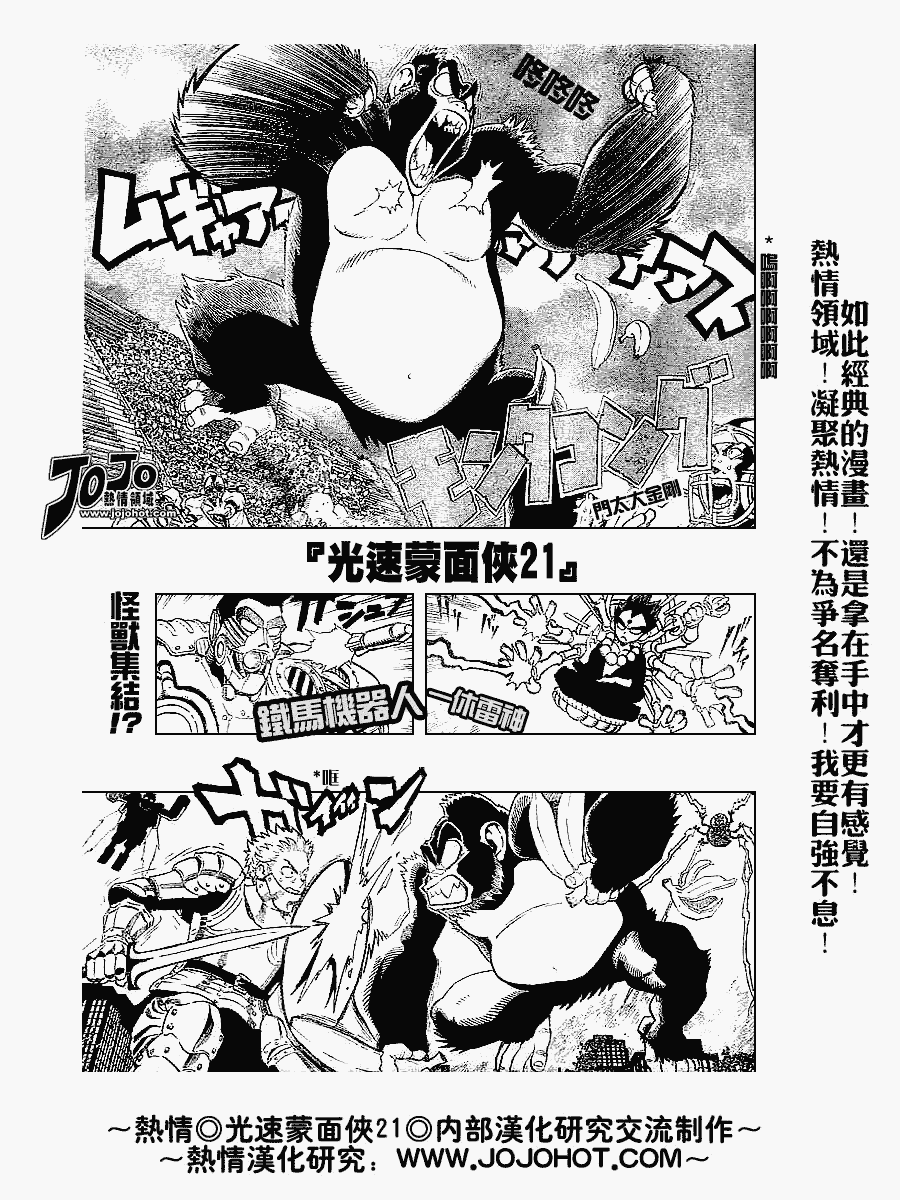 咚咚咚
ムギャアー
アマス
*嗚啊啊啊啊啊啊
モンタコング
門太大金剛
JOJO
熱情領域
www.jojohot.com
『光速蒙面俠21』
怪獸集結!?
鐵馬機器人
一休雷神
*哐
ガイィン
如此經典的漫畫!還是拿在手中才更有感覺!
熱情領域!凝聚熱情!不為爭名奪利!我要自強不息!
～熱情◎光速蒙面俠21◎內部漢化研究交流制作～
～熱情漢化研究: WWW.JOJOHOT.COM～